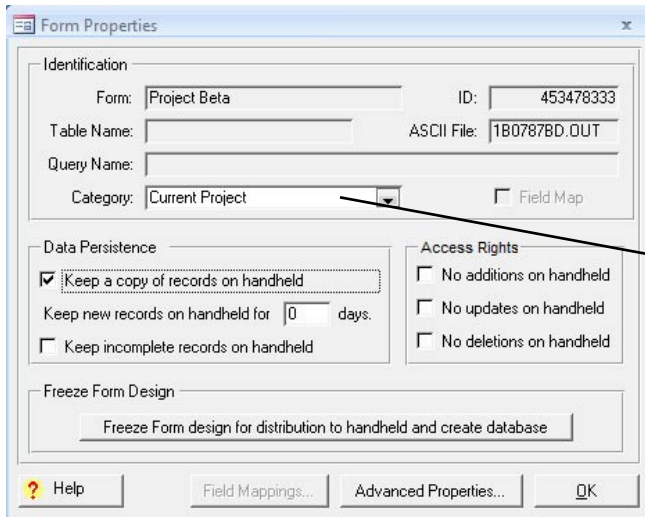 Form Properties x
Identification
Form: Project Beta ID: 453478333
Table Name: ASCII File: 1B0787BD.OUT
Query Name:
Category: Current Project Field Map
Data Persistence Access Rights
Keep a copy of records on handheld No additions on handheld
Keep new records on handheld for 0 days. No updates on handheld
Keep incomplete records on handheld No deletions on handheld
Freeze Form Design
Freeze Form design for distribution to handheld and create database
? Help Field Mappings... Advanced Properties... OK